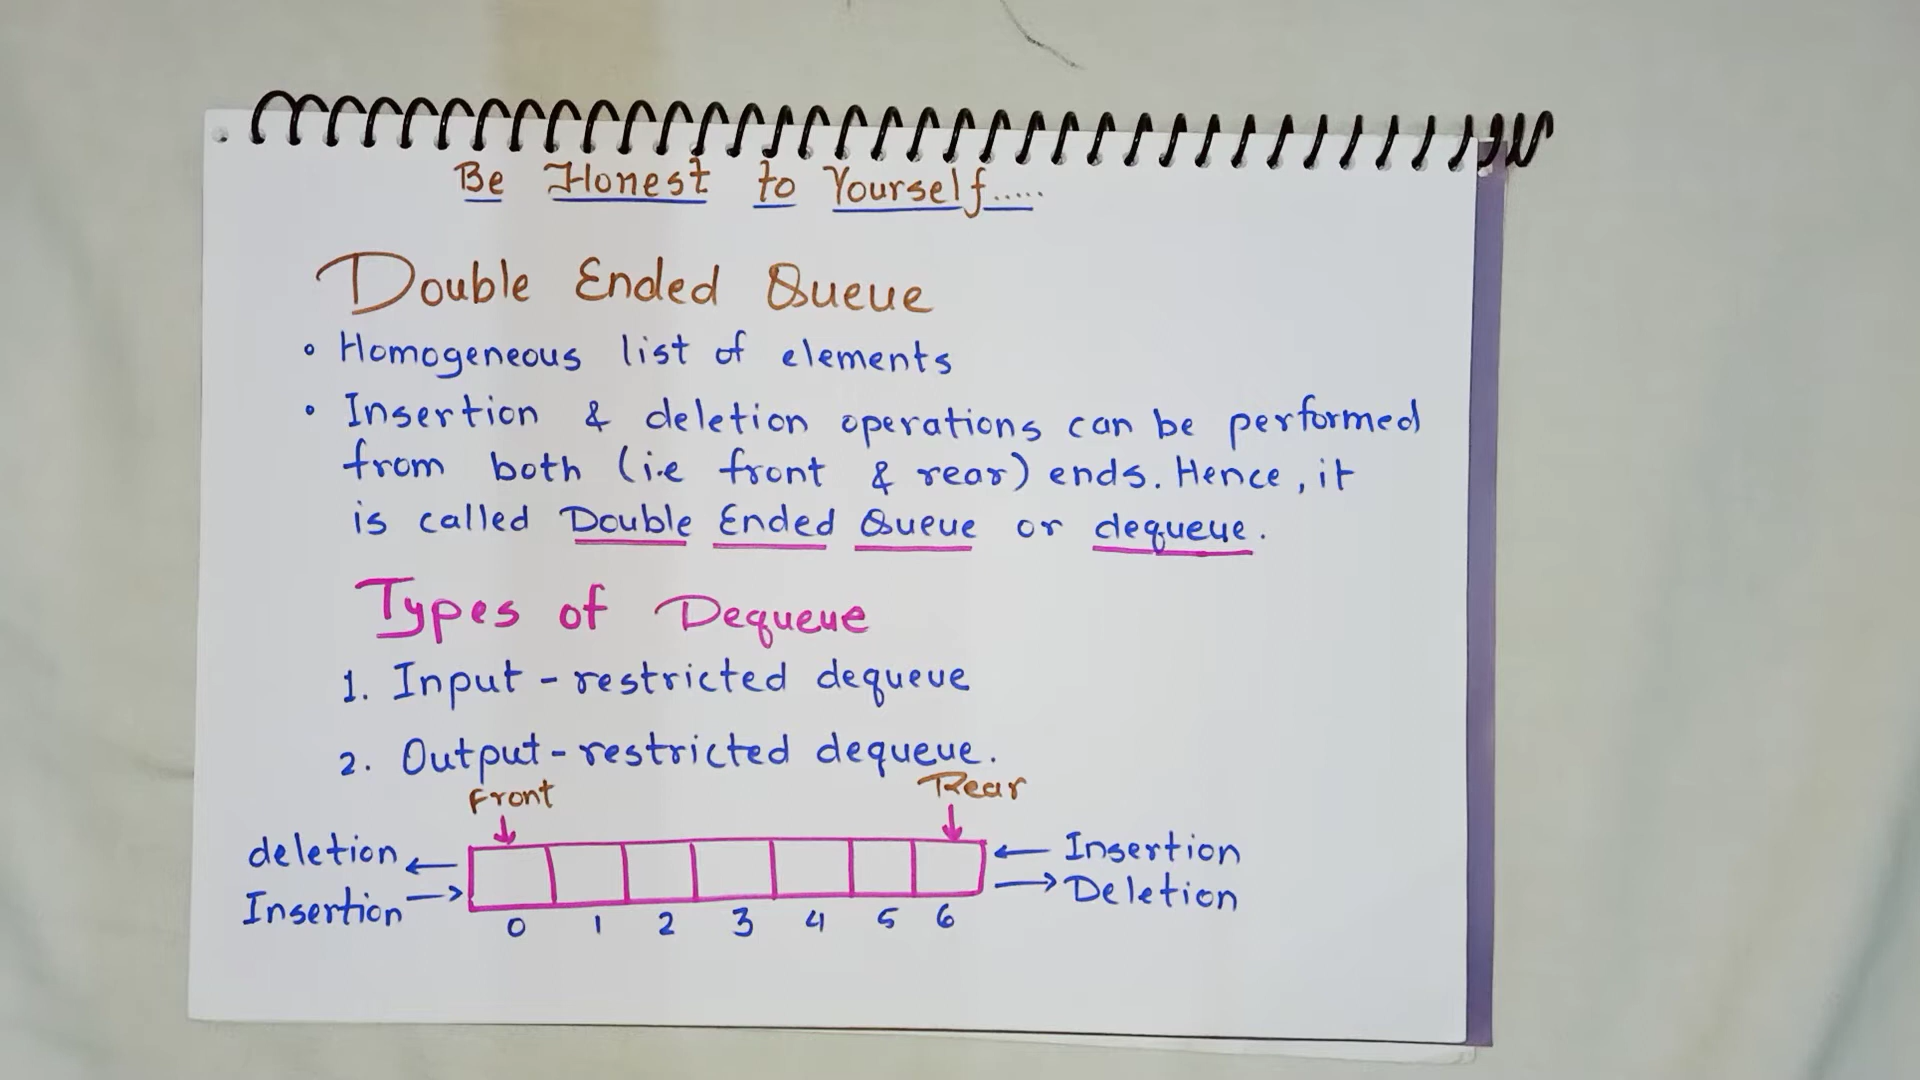 Be Honest to Yourself.....
Double Ended Queue
• Homogeneous list of elements
• Insertion & deletion operations can be performed
from both (i.e front & rear) ends. Hence, it
is called Double Ended Queue or dequeue.
Types of Dequeue
1. Input - restricted dequeue
2. Output - restricted dequeue.
Front Rear
deletion Insertion
Insertion Deletion
0 1 2 3 4 5 6